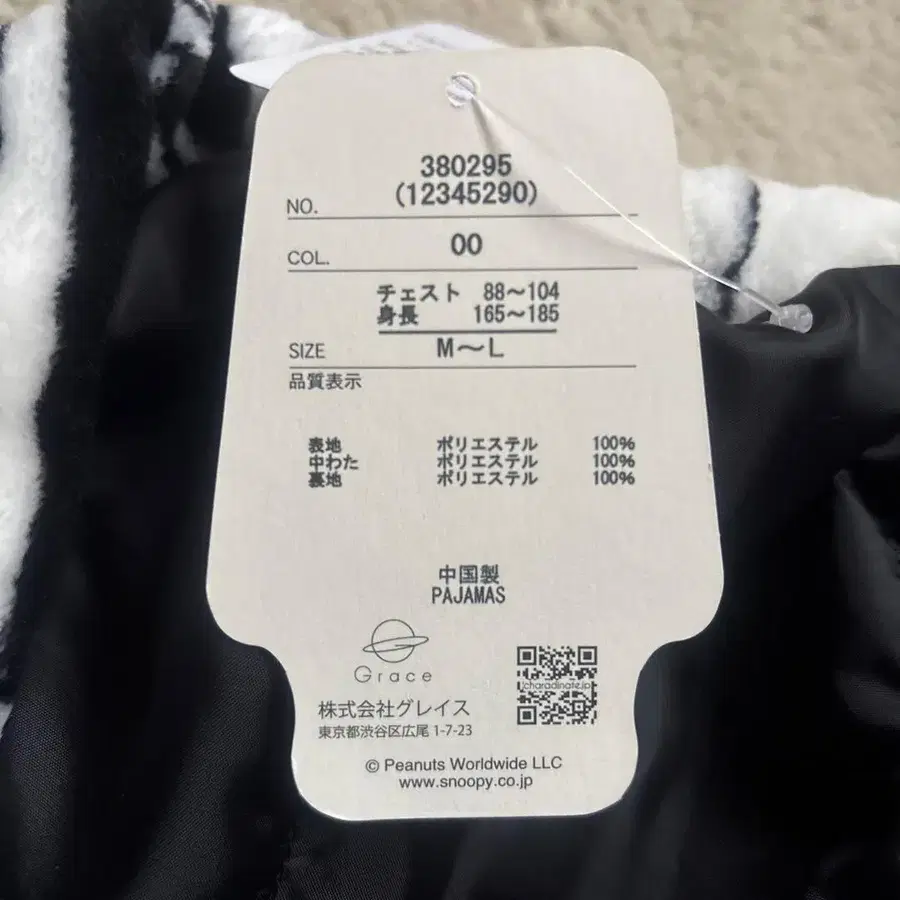 380295
(12345290)
NO.
00
COL.
チェスト 88～104
身長 165～185
SIZE M～L
品質表示
表地 ポリエステル 100%
中わた ポリエステル 100%
裏地 ポリエステル 100%
中国製
PAJAMAS
Grace
charadinate.jp
株式会社グレイス
東京都渋谷区広尾 1-7-23
© Peanuts Worldwide LLC
www.snoopy.co.jp